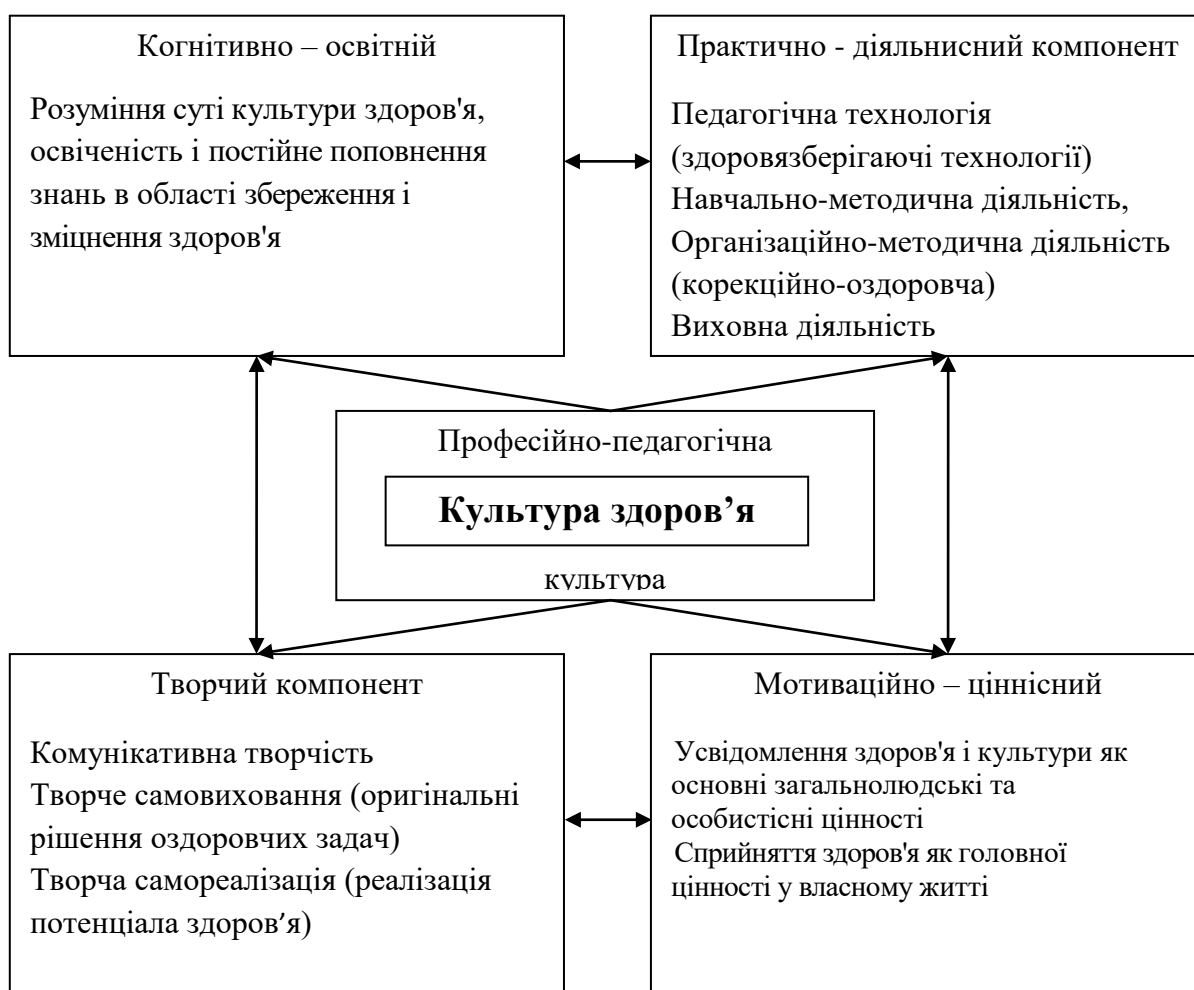 Когнітивно – освітній
Розуміння суті культури здоров'я,
освіченість і постійне поповнення
знань в області збереження і
зміцнення здоров'я
Практично - діяльнисний компонент
Педагогічна технологія
(здоровязберігаючі технології)
Навчально-методична діяльність,
Організаційно-методична діяльність
(корекційно-оздоровча)
Виховна діяльність
Професійно-педагогічна
Культура здоров’я
культура
Творчий компонент
Комунікативна творчість
Творче самовиховання (оригінальні
рішення оздоровчих задач)
Творча самореалізація (реалізація
потенціала здоров’я)
Мотиваційно – ціннісний
Усвідомлення здоров'я і культури як
основні загальнолюдські та
особистісні цінності
Сприйняття здоров'я як головної
цінності у власному житті